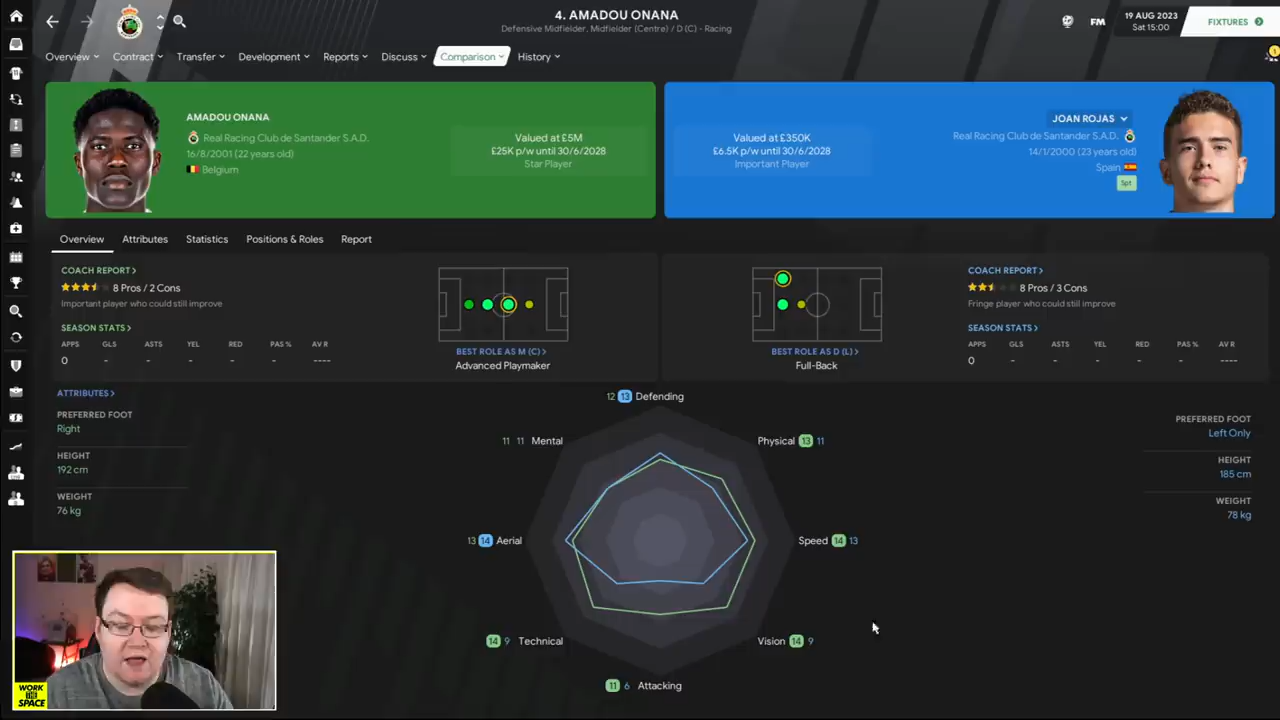 4. AMADOU ONANA
Defensive Midfielder, Midfielder (Centre) / D (C) - Racing
FM
19 AUG 2023
Sat 15:00
FIXTURES
1
Overview
Contract
Transfer
Development
Reports
Discuss
Comparison
History
AMADOU ONANA
Real Racing Club de Santander S.A.D.
16/8/2001 (22 years old)
Belgium
Valued at £5M
£25K p/w until 30/6/2028
Star Player
Valued at £350K
£6.5K p/w until 30/6/2028
Important Player
JOAN ROJAS
Real Racing Club de Santander S.A.D.
14/1/2000 (23 years old)
Spain
Spt
Overview
Attributes
Statistics
Positions & Roles
Report
COACH REPORT >
8 Pros / 2 Cons
Important player who could still improve
SEASON STATS >
APPS GLS ASTS YEL RED PAS % AV R
0 - - - - - ----
BEST ROLE AS M (C) >
Advanced Playmaker
BEST ROLE AS D (L) >
Full-Back
COACH REPORT >
8 Pros / 3 Cons
Fringe player who could still improve
SEASON STATS >
APPS GLS ASTS YEL RED PAS % AV R
0 - - - - - ----
ATTRIBUTES >
PREFERRED FOOT
Right
HEIGHT
192 cm
WEIGHT
76 kg
12 13 Defending
11 11 Mental
Physical 13 11
13 14 Aerial
Speed 14 13
14 9 Technical
Vision 14 9
11 6 Attacking
PREFERRED FOOT
Left Only
HEIGHT
185 cm
WEIGHT
78 kg
WORK
THE
SPACE